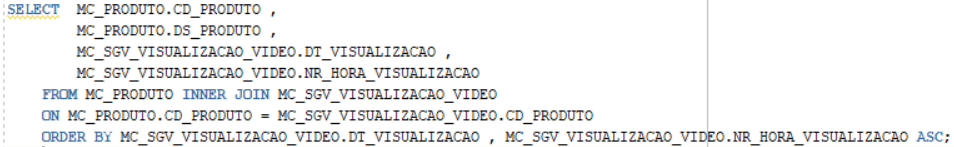 SELECT MC_PRODUTO.CD_PRODUTO ,
MC_PRODUTO.DS_PRODUTO ,
MC_SGV_VISUALIZACAO_VIDEO.DT_VISUALIZACAO ,
MC_SGV_VISUALIZACAO_VIDEO.NR_HORA_VISUALIZACAO
FROM MC_PRODUTO INNER JOIN MC_SGV_VISUALIZACAO_VIDEO
ON MC_PRODUTO.CD_PRODUTO = MC_SGV_VISUALIZACAO_VIDEO.CD_PRODUTO
ORDER BY MC_SGV_VISUALIZACAO_VIDEO.DT_VISUALIZACAO , MC_SGV_VISUALIZACAO_VIDEO.NR_HORA_VISUALIZACAO ASC;